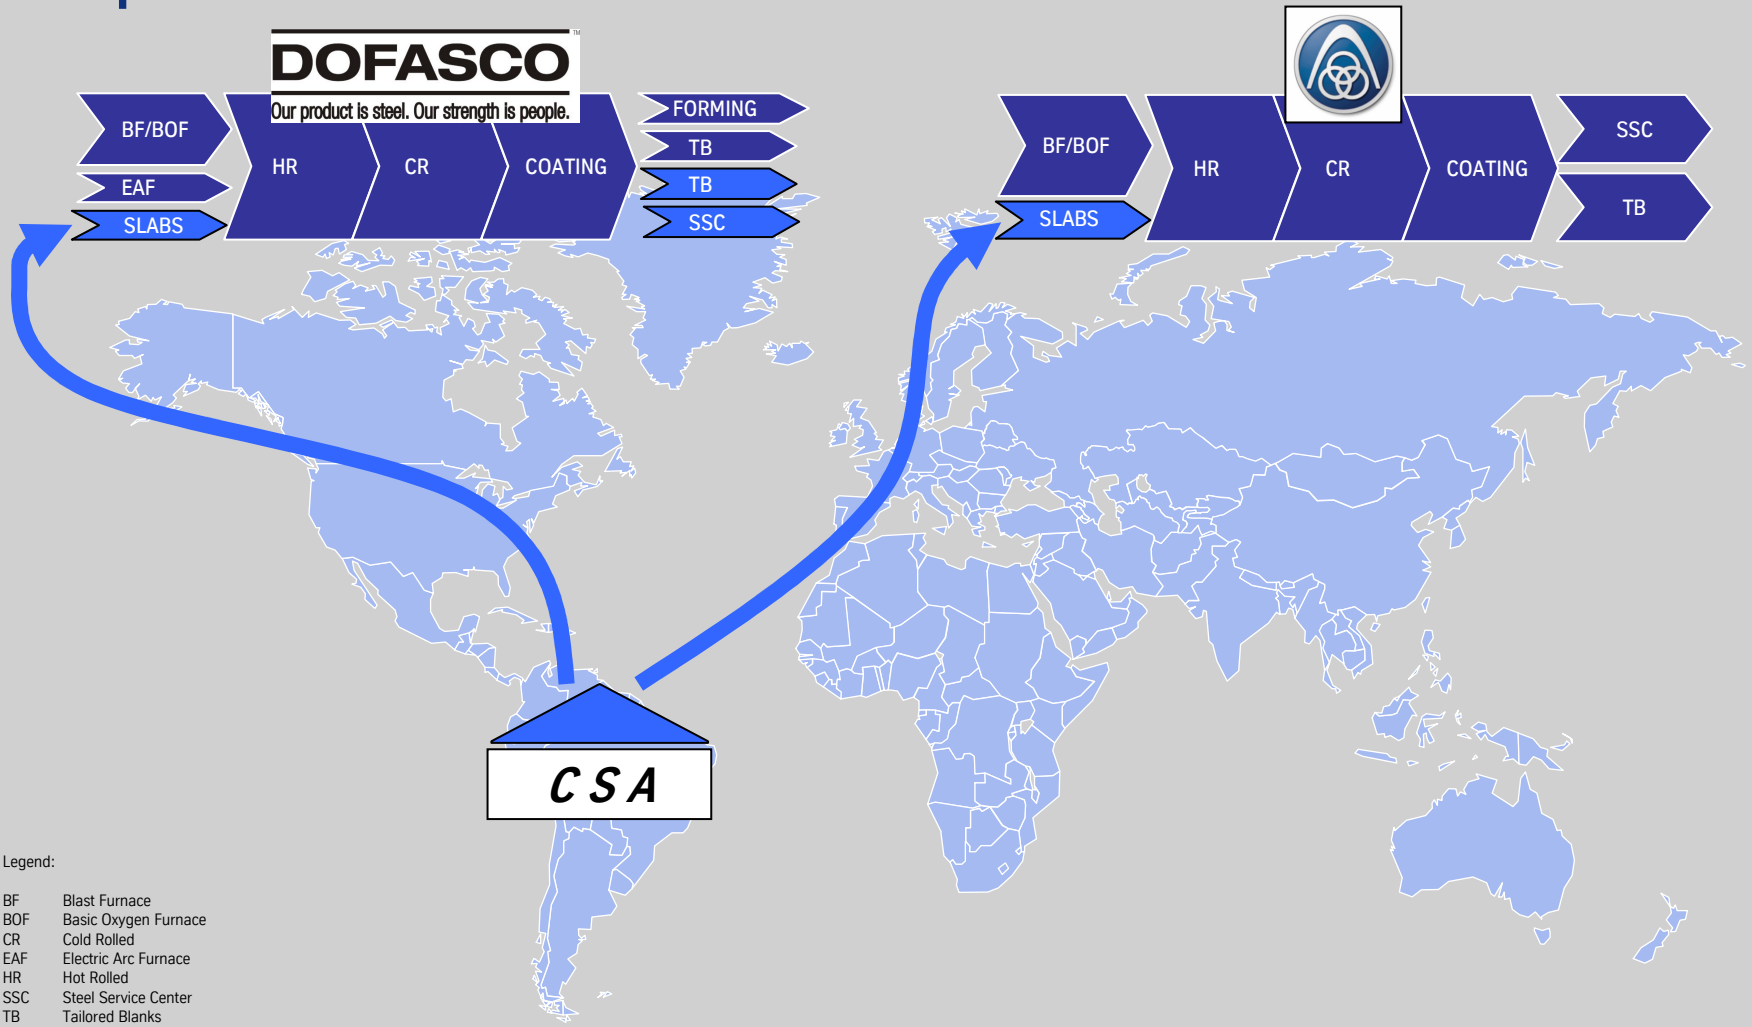 DOFASCO
TM
Our product is steel. Our strength is people.
BF/BOF
EAF
SLABS
HR
CR
COATING
FORMING
TB
TB
SSC
BF/BOF
SLABS
HR
CR
COATING
SSC
TB
CSA
Legend:
BF Blast Furnace
BOF Basic Oxygen Furnace
CR Cold Rolled
EAF Electric Arc Furnace
HR Hot Rolled
SSC Steel Service Center
TB Tailored Blanks